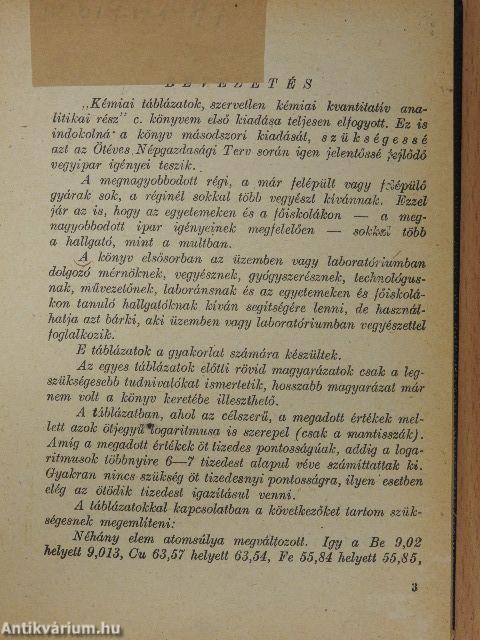 BEVEZETÉS
„Kémiai táblázatok, szervetlen kémiai kvantitatív ana-
litikai rész" c. könyvem első kiadása teljesen elfogyott. Ez is
indokolná a könyv másodszori kiadását, szükségessé
azt az Ötéves Népgazdasági Terv során igen jelentőssé fejlődő
vegyipar igényei teszik.
A megnagyobbodott régi, a már felépült vagy felépülő
gyárak sok, a réginél sokkal több vegyészt kívánnak. Ezzel
jár az is, hogy az egyetemeken és a főiskolákon — a meg-
nagyobbodott ipar igényeinek megfelelően — sokkal több
a hallgató, mint a multban.
A könyv elsősorban az üzemben vagy laboratóriumban
dolgozó mérnöknek, vegyésznek, gyógyszerésznek, technológus-
nak, művezetőnek, laboránsnak és az egyetemeken és főiskolá-
kon tanuló hallgatóknak kíván segítségére lenni, de használ-
hatja azt bárki, aki üzemben vagy laboratóriumban vegyészettel
foglalkozik.
E táblázatok a gyakorlat számára készültek.
Az egyes táblázatok előtti rövid magyarázatok csak a leg-
szükségesebb tudnivalókat ismertetik, hosszabb magyarázat már
nem volt a könyv keretébe illeszthető.
A táblázatban, ahol az célszerű, a megadott értékek mel-
lett azok ötjegyű logaritmusa is szerepel (csak a mantisszák).
Amíg a megadott értékek öt tizedes pontosságúak, addig a loga-
ritmusok többnyire 6—7 tizedest alapul véve számíttattak ki.
Gyakran nincs szükség öt tizedesnyi pontosságra, ilyen esetben
elég az ötödik tizedest igazításul venni.
A táblázatokkal kapcsolatban a következőket tartom szük-
ségesnek megemlíteni:
Néhány elem atomsúlya megváltozott. Igy a Be 9,02
helyett 9,013, Cu 63,57 helyett 63,54, Fe 55,84 helyett 55,85,
3
Antikvárium.hu